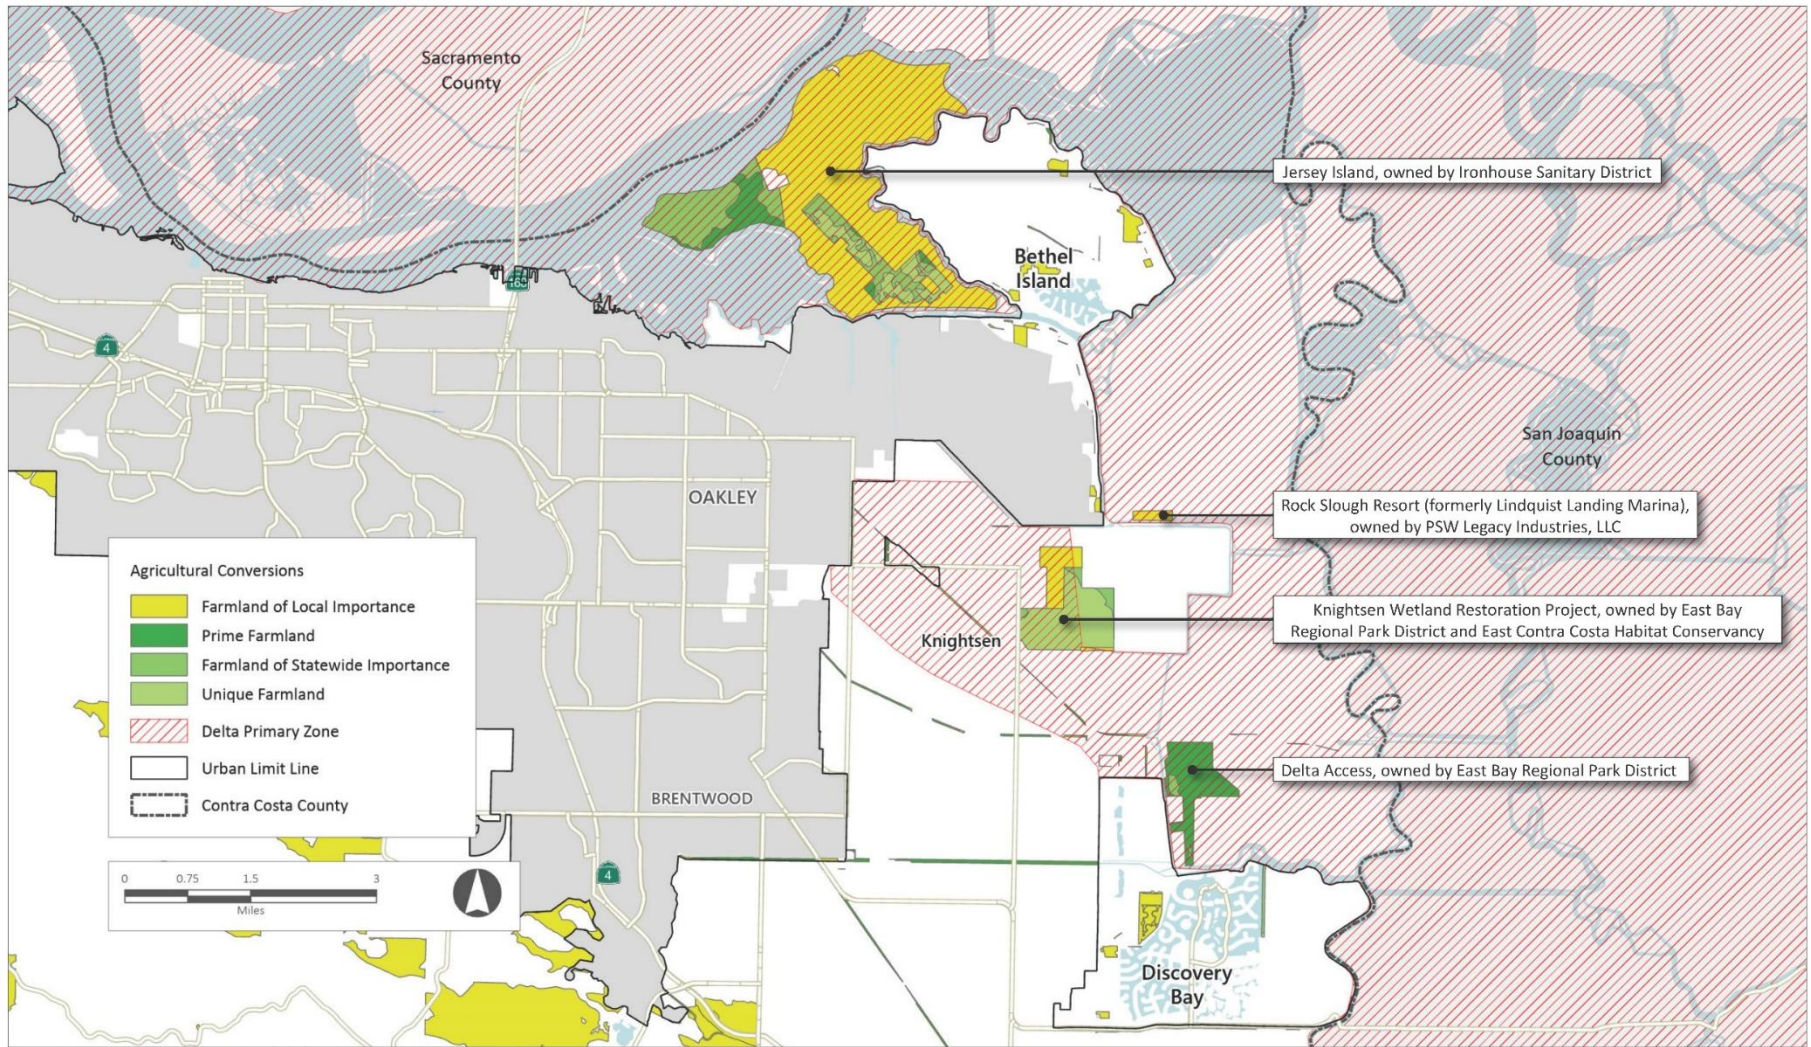 Sacramento
County
Jersey Island, owned by Ironhouse Sanitary District
Bethel
Island
160
4
San Joaquin
County
OAKLEY
Rock Slough Resort (formerly Lindquist Landing Marina),
owned by PSW Legacy Industries, LLC
Agricultural Conversions
Farmland of Local Importance
Prime Farmland
Farmland of Statewide Importance
Unique Farmland
Delta Primary Zone
Urban Limit Line
Contra Costa County
Knightsen Wetland Restoration Project, owned by East Bay
Regional Park District and East Contra Costa Habitat Conservancy
Knightsen
Delta Access, owned by East Bay Regional Park District
BRENTWOOD
4
0 0.75 1.5 3
Miles
Discovery
Bay